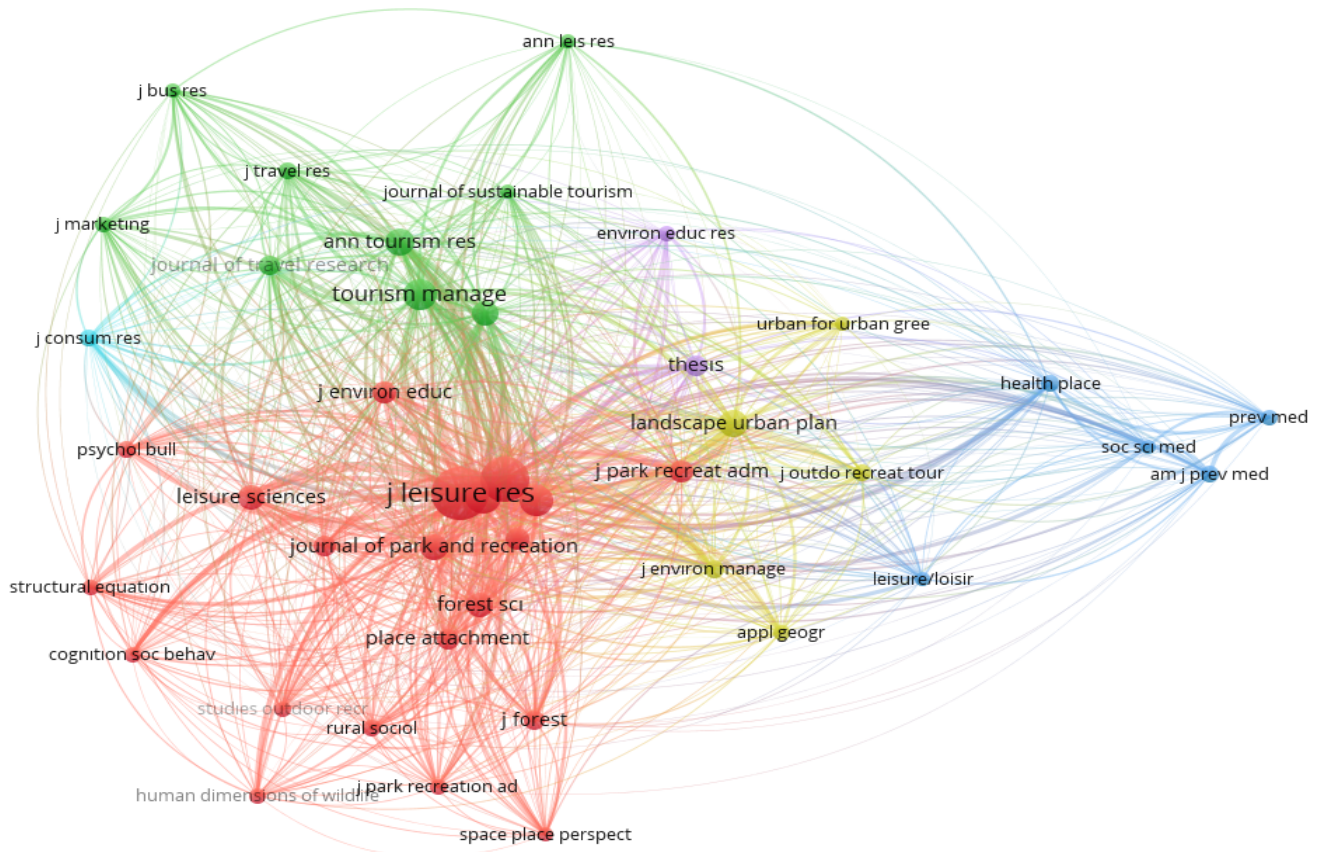 ann leis res
j bus res
j travel res
journal of sustainable tourism
j marketing
environ educ res
ann tourism res
journal of travel research
tourism manage
urban for urban gree
j consum res
thesis
health place
j environ educ
prev med
landscape urban plan
psychol bull
soc sci med
j park recreat adm
j outdo recreat tour
am j prev med
leisure sciences
j leisure res
journal of park and recreation
j environ manage
leisure/loisir
structural equation
forest sci
appl geogr
place attachment
cognition soc behav
studies outdoor recr
j forest
rural sociol
j park recreation ad
human dimensions of wildlife
space place perspect